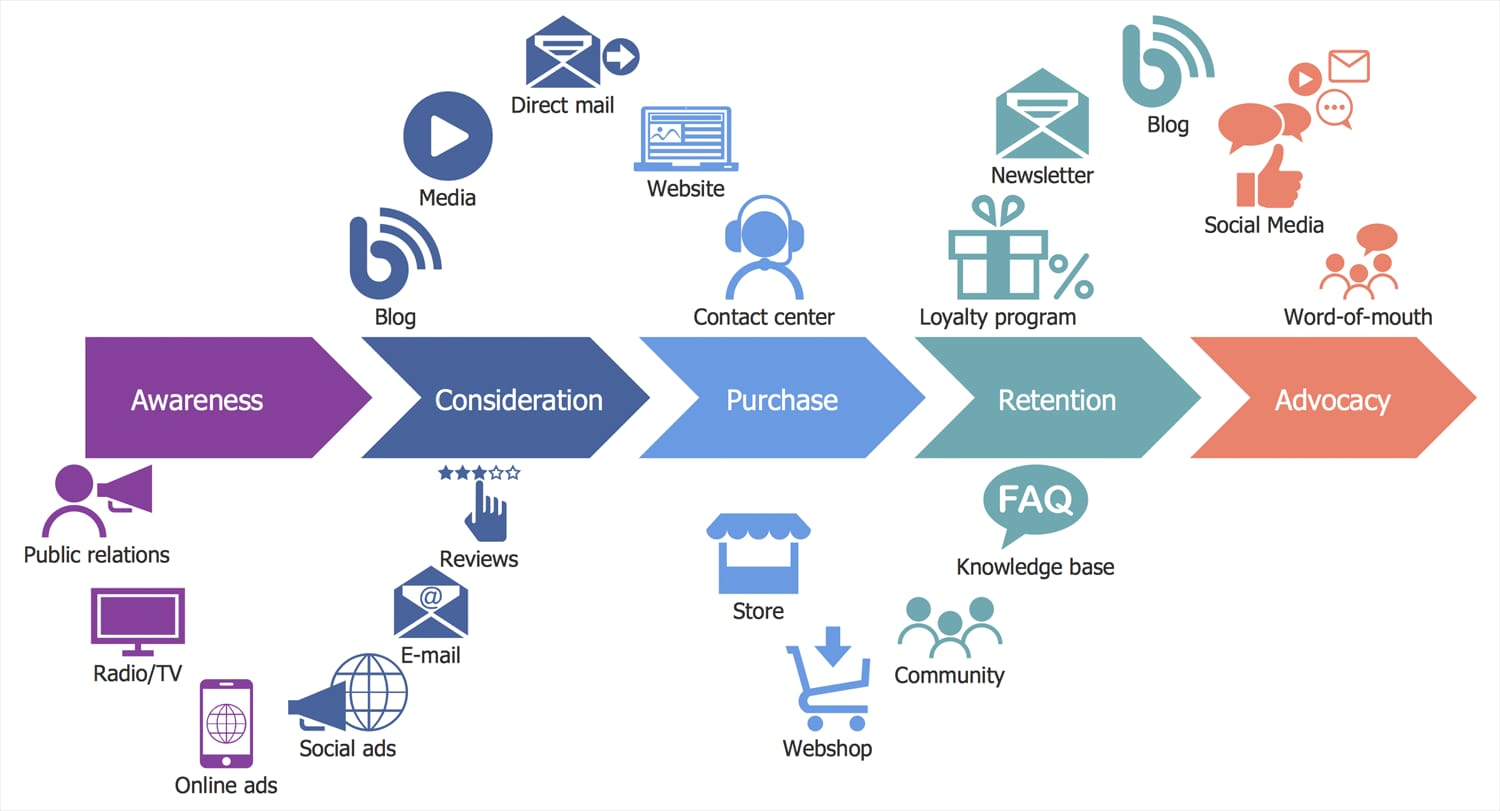 Direct mail
Media
Blog
Website
Contact center
Newsletter
Loyalty program
%
Blog
Social Media
Word-of-mouth
Awareness
Consideration
Purchase
Retention
Advocacy
Public relations
Radio/TV
Online ads
Reviews
@
E-mail
Social ads
Store
Webshop
FAQ
Knowledge base
Community